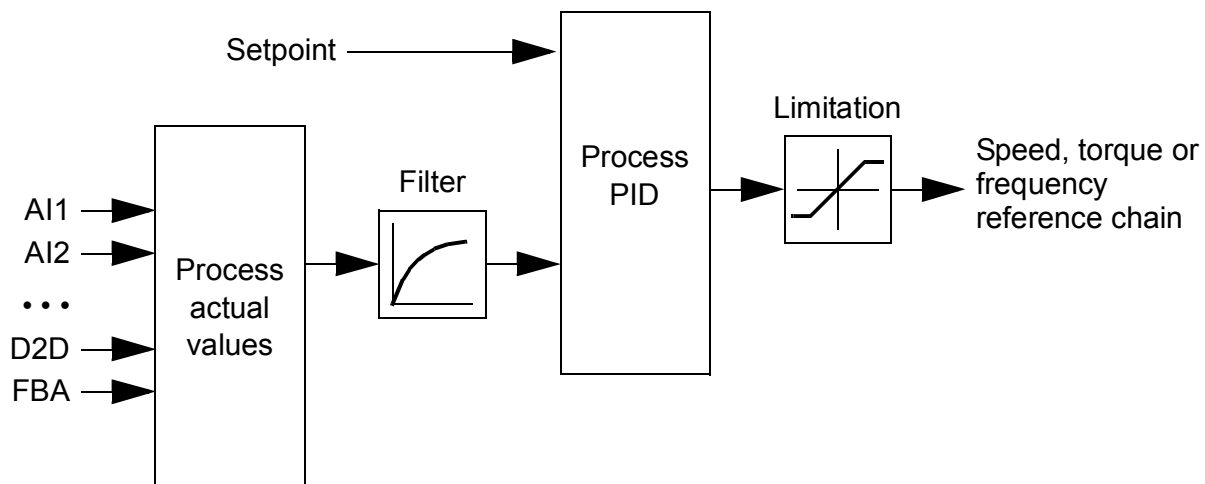 Setpoint
Process
PID
Limitation
Speed, torque or
frequency
reference chain
Filter
AI1
AI2
• • •
D2D
FBA
Process
actual
values